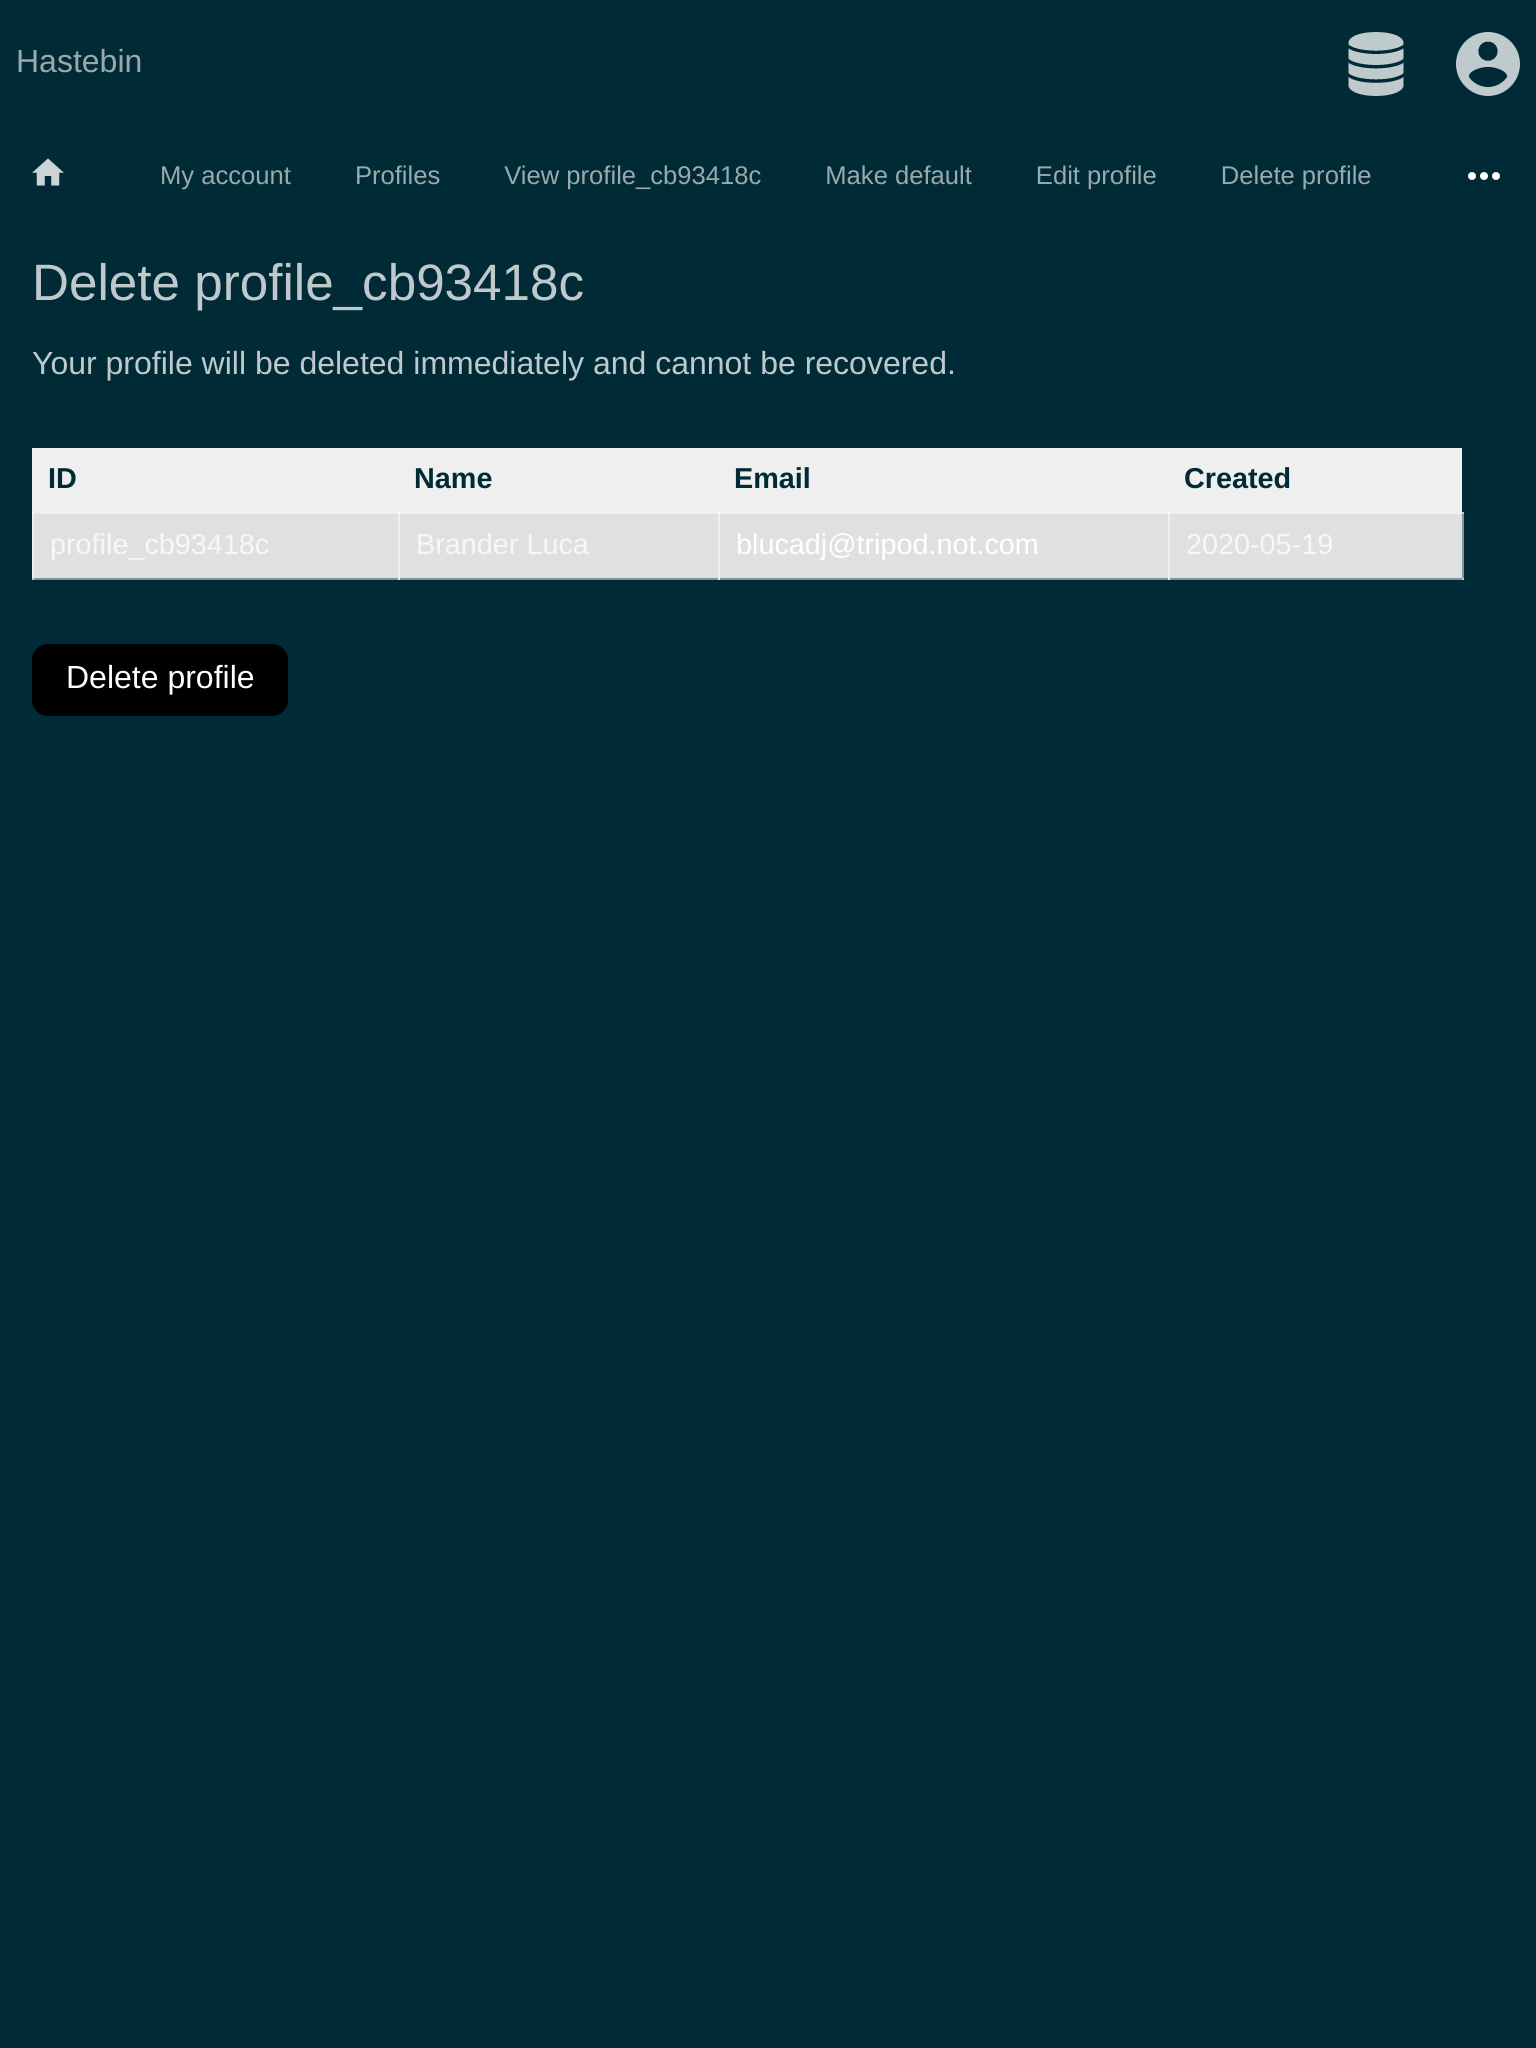 Hastebin
My account Profiles View profile_cb93418c Make default Edit profile Delete profile
Delete profile_cb93418c
Your profile will be deleted immediately and cannot be recovered.
ID Name Email Created
profile_cb93418c Brander Luca blucadj@tripod.not.com 2020-05-19
Delete profile